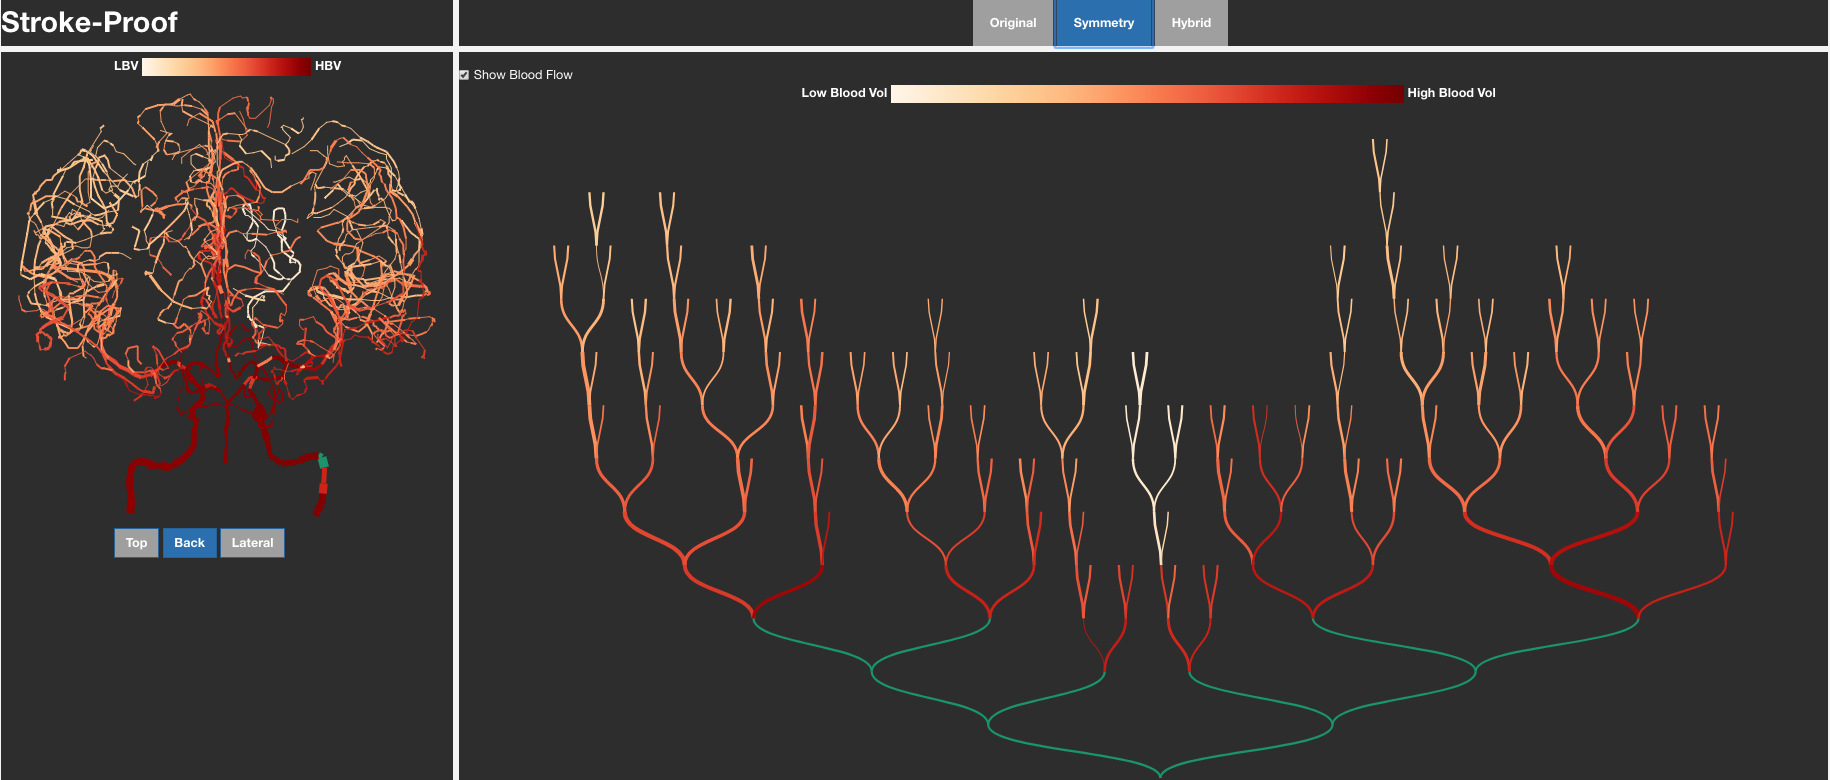 Stroke-Proof
Original Symmetry Hybrid
LBV HBV
Show Blood Flow
Low Blood Vol High Blood Vol
Top Back Lateral